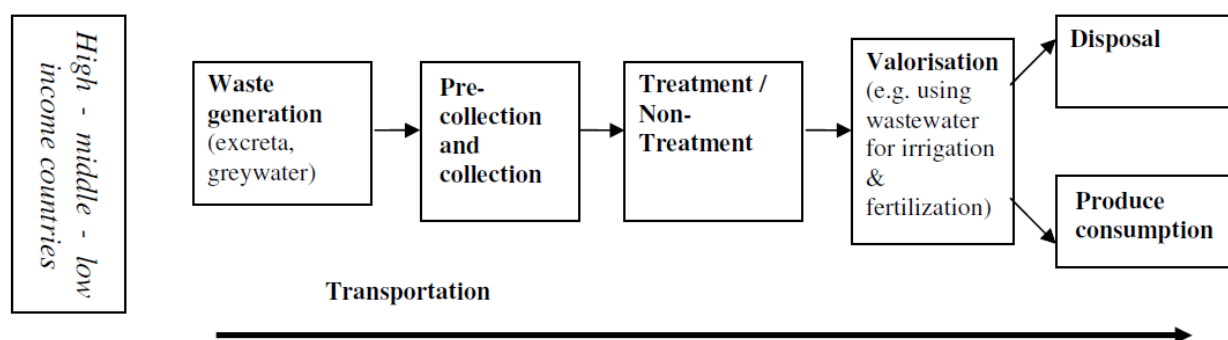 High - middle - low
income countries
Waste
generation
(excreta,
greywater)
Pre-
collection
and
collection
Treatment /
Non-
Treatment
Valorisation
(e.g. using
wastewater
for irrigation
&
fertilization)
Disposal
Produce
consumption
Transportation